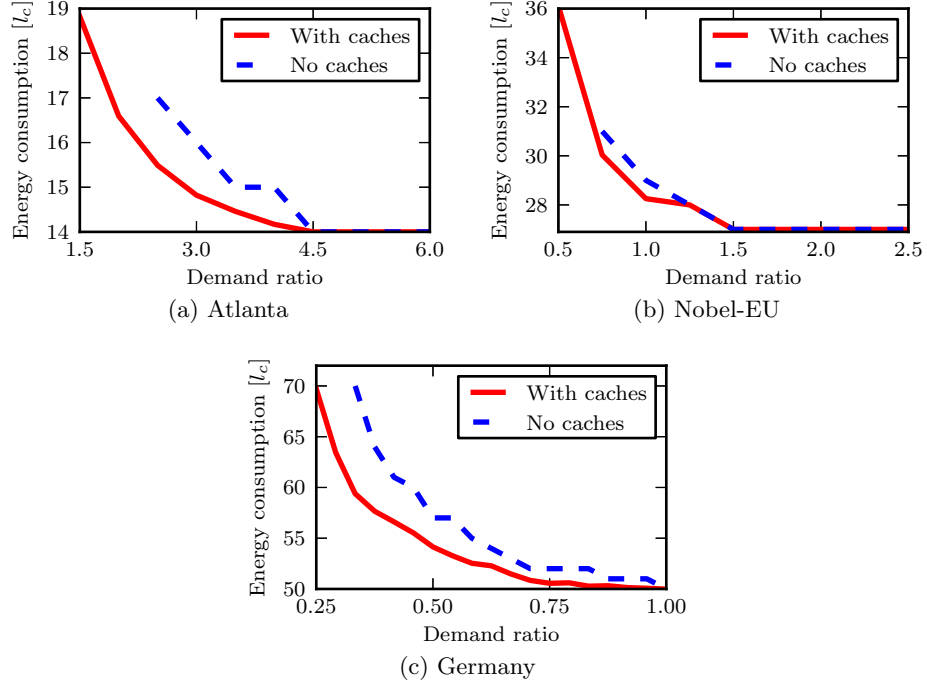 19
18
17
16
15
14
Energy consumption [l_c]
With caches
No caches
1.5
3.0
4.5
6.0
Demand ratio
(a) Atlanta
36
34
32
30
28
Energy consumption [l_c]
With caches
No caches
0.5
1.0
1.5
2.0
2.5
Demand ratio
(b) Nobel-EU
70
65
60
55
50
Energy consumption [l_c]
With caches
No caches
0.25
0.50
0.75
1.00
Demand ratio
(c) Germany